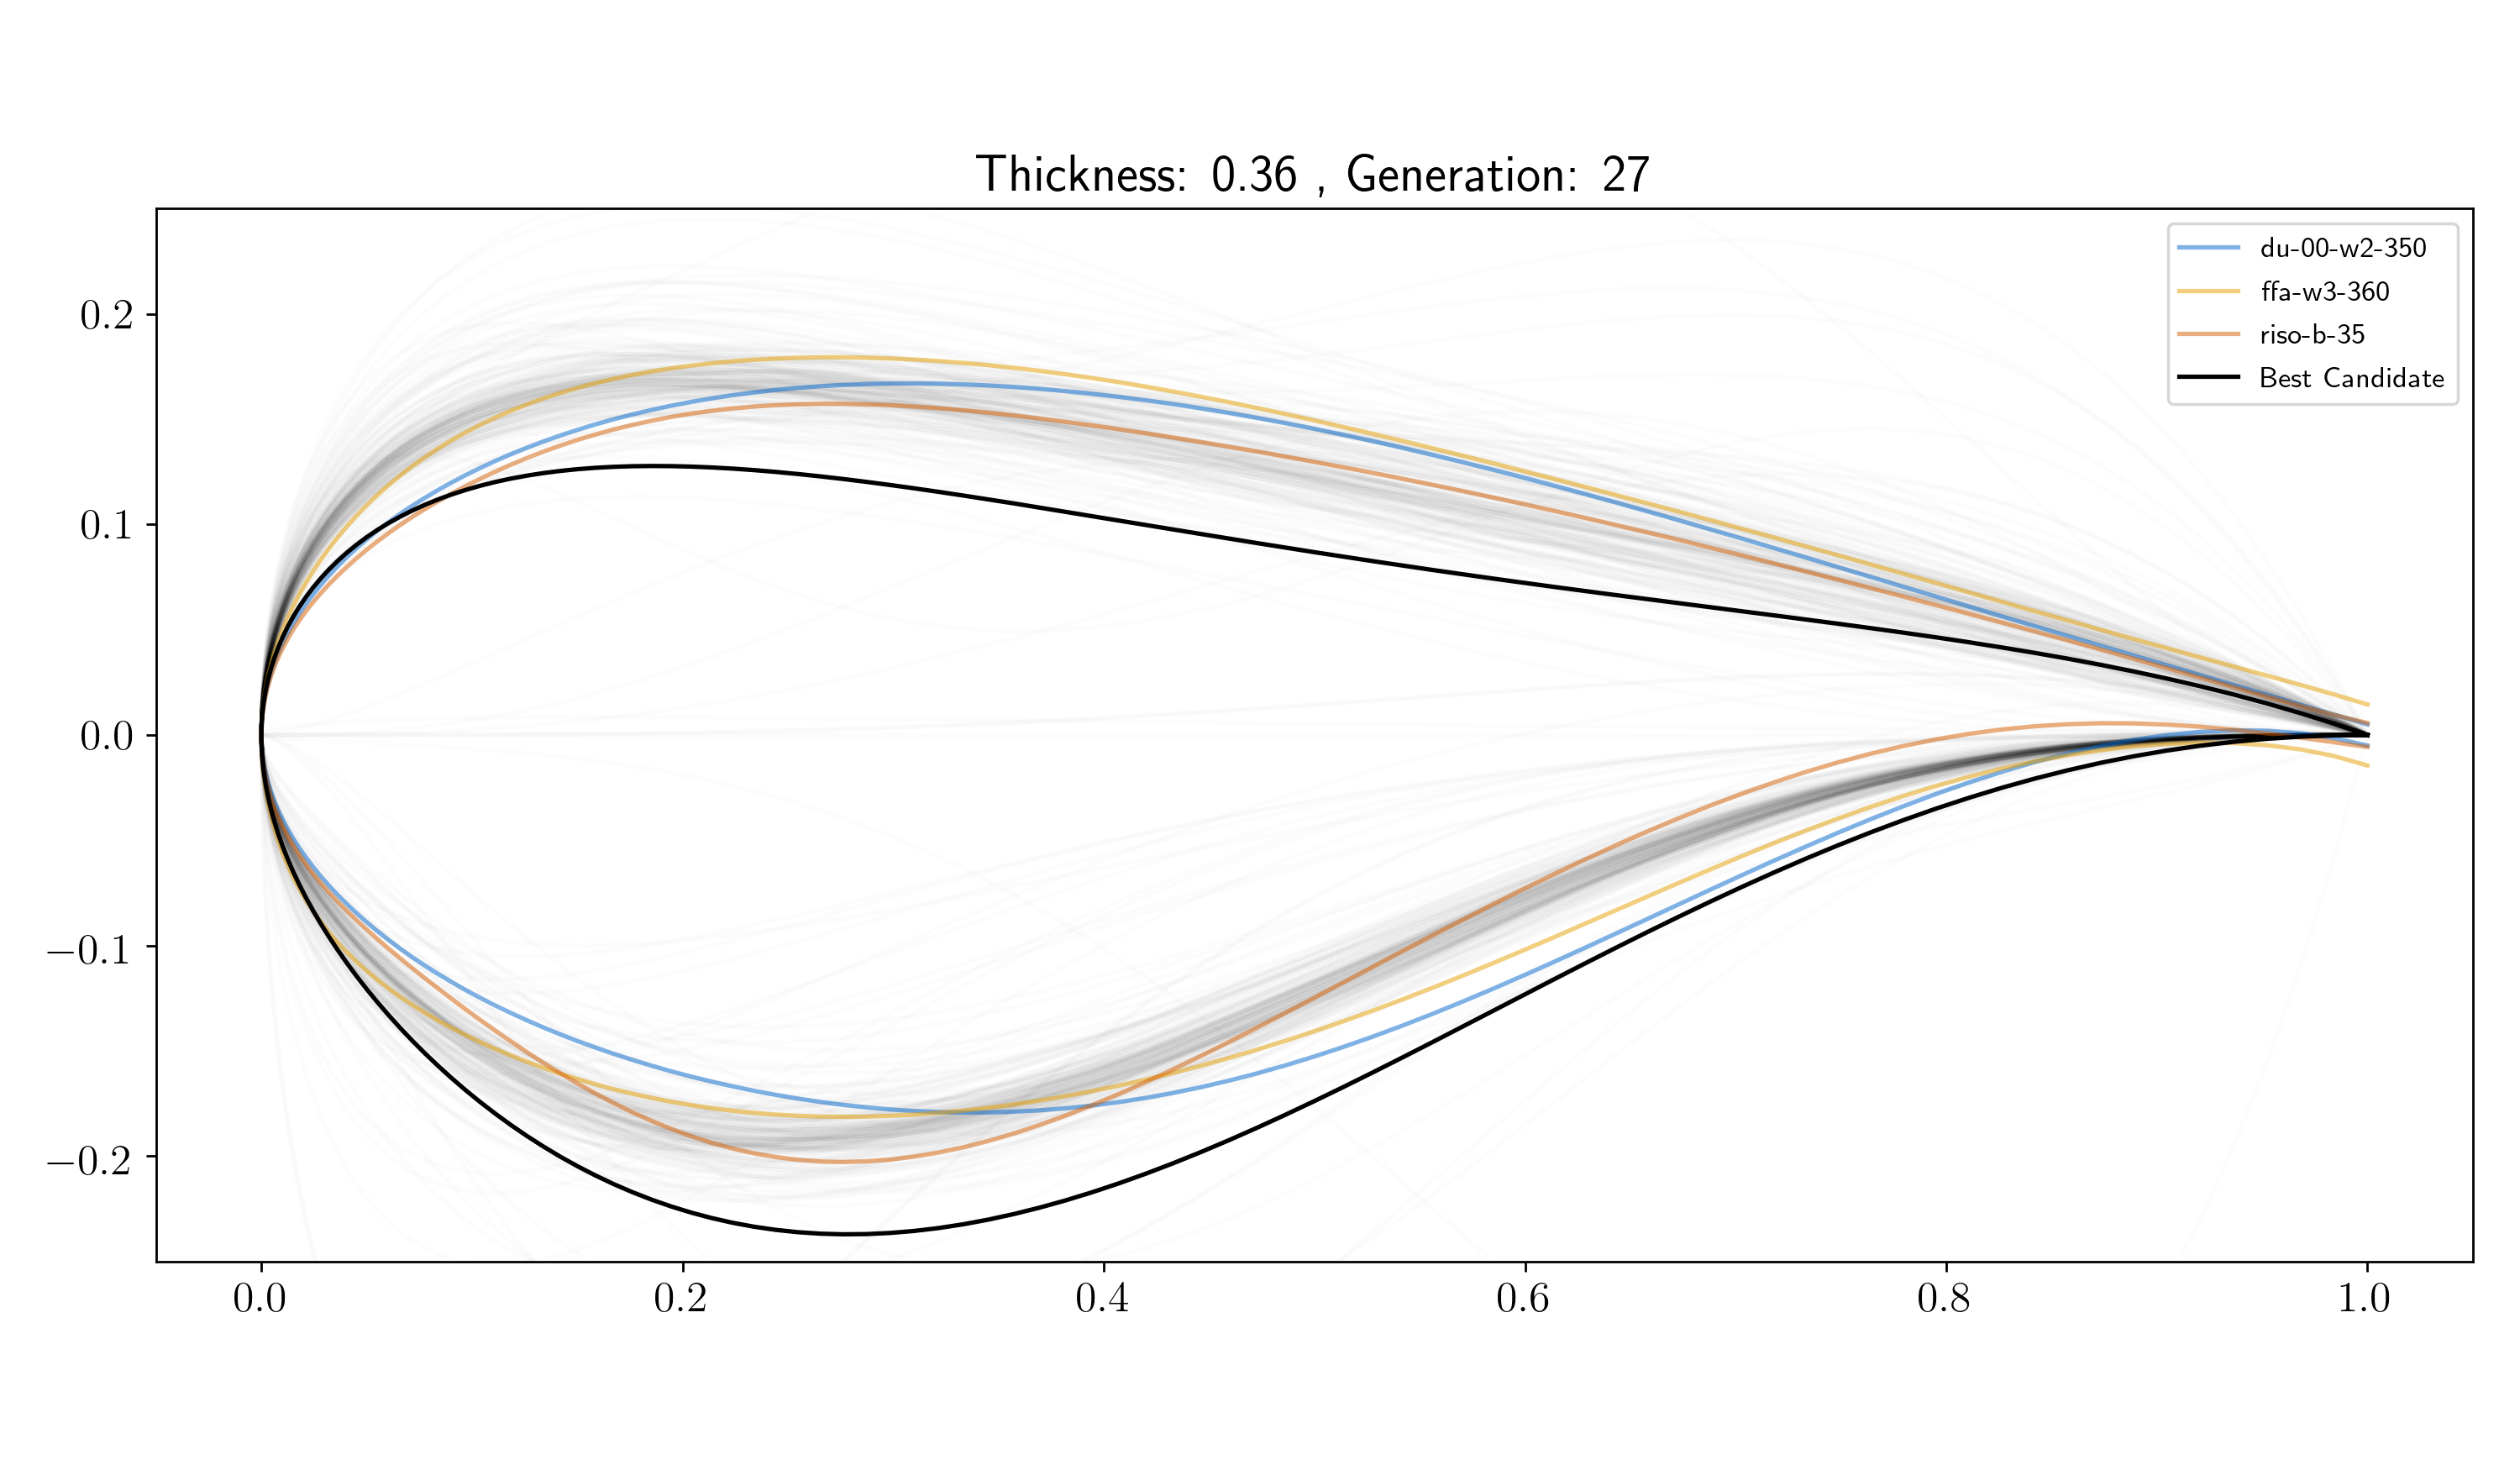 Thickness: 0.36 , Generation: 27
du-00-w2-350
ffa-w3-360
riso-b-35
Best Candidate
0.2
0.1
0.0
−0.1
−0.2
0.0 0.2 0.4 0.6 0.8 1.0